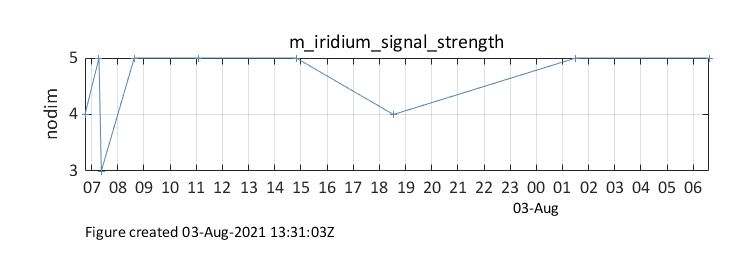 m_iridium_signal_strength
5
4
3
nodim
07 08 09 10 11 12 13 14 15 16 17 18 19 20 21 22 23 00 01 02 03 04 05 06
03-Aug
Figure created 03-Aug-2021 13:31:03Z